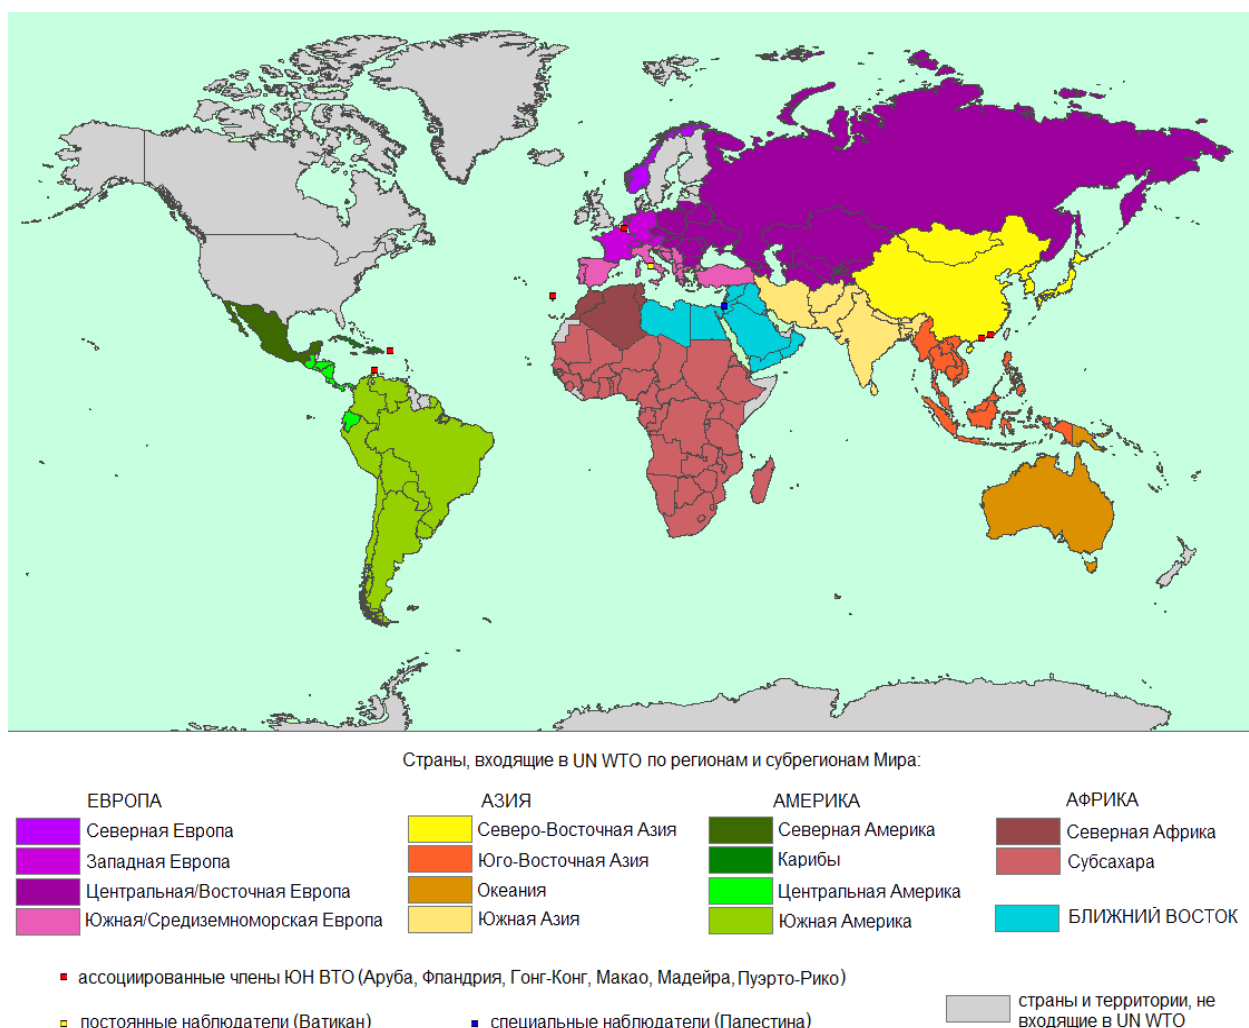 Страны, входящие в UN WTO по регионам и субрегионам Мира:
ЕВРОПА
Северная Европа
Западная Европа
Центральная/Восточная Европа
Южная/Средиземноморская Европа
АЗИЯ
Северо-Восточная Азия
Юго-Восточная Азия
Океания
Южная Азия
АМЕРИКА
Северная Америка
Карибы
Центральная Америка
Южная Америка
АФРИКА
Северная Африка
Субсахара
БЛИЖНИЙ ВОСТОК
ассоциированные члены ЮН ВТО (Аруба, Фландрия, Гонг-Конг, Макао, Мадейра, Пуэрто-Рико)
постоянные наблюдатели (Ватикан)
специальные наблюдатели (Палестина)
страны и территории, не
входящие в UN WTO